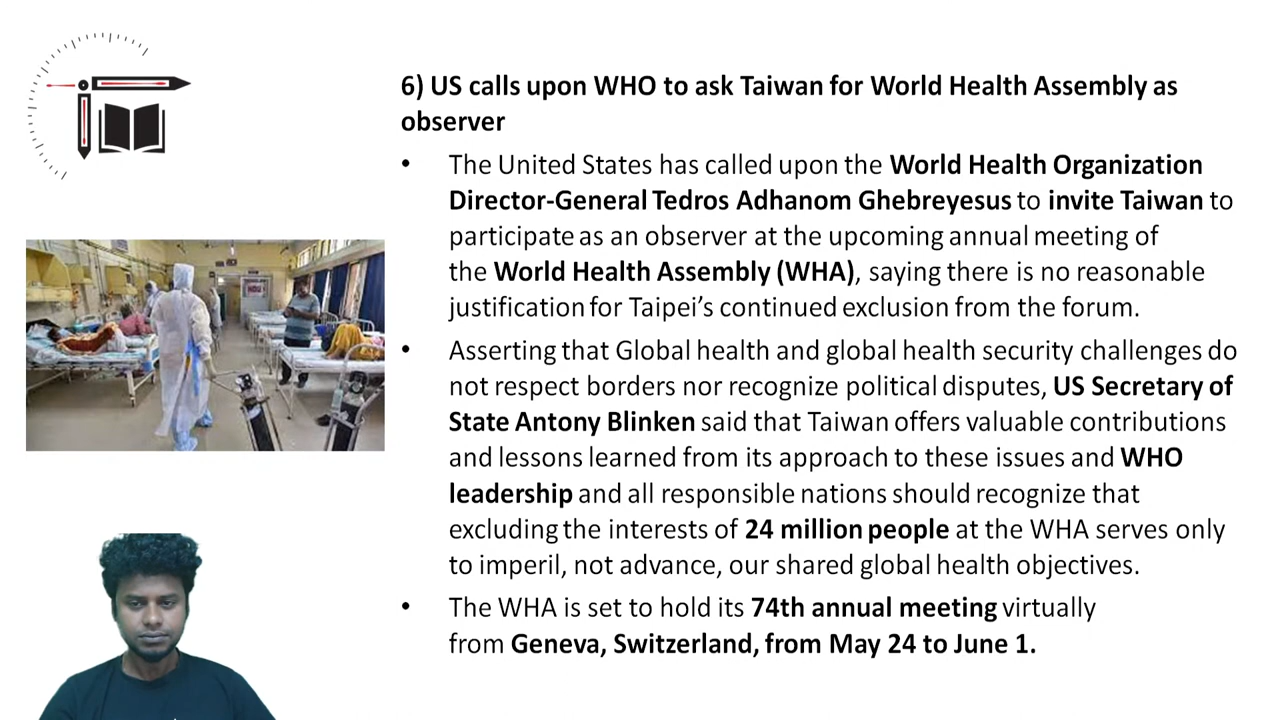 6) US calls upon WHO to ask Taiwan for World Health Assembly as
observer
• The United States has called upon the World Health Organization
Director-General Tedros Adhanom Ghebreyesus to invite Taiwan to
participate as an observer at the upcoming annual meeting of
the World Health Assembly (WHA), saying there is no reasonable
justification for Taipei’s continued exclusion from the forum.
• Asserting that Global health and global health security challenges do
not respect borders nor recognize political disputes, US Secretary of
State Antony Blinken said that Taiwan offers valuable contributions
and lessons learned from its approach to these issues and WHO
leadership and all responsible nations should recognize that
excluding the interests of 24 million people at the WHA serves only
to imperil, not advance, our shared global health objectives.
• The WHA is set to hold its 74th annual meeting virtually
from Geneva, Switzerland, from May 24 to June 1.